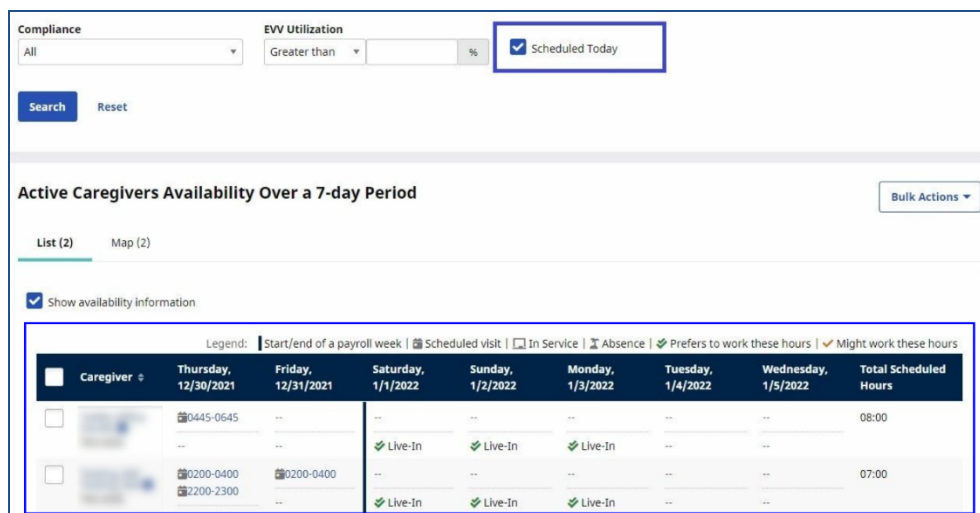 Compliance EVV Utilization
All Greater than % Scheduled Today
Search Reset
Active Caregivers Availability Over a 7-day Period
Bulk Actions
List (2) Map (2)
Show availability information
Legend: Start/end of a payroll week | Scheduled visit | In Service | Absence | Prefers to work these hours | Might work these hours
Caregiver Thursday, 12/30/2021 Friday, 12/31/2021 Saturday, 1/1/2022 Sunday, 1/2/2022 Monday, 1/3/2022 Tuesday, 1/4/2022 Wednesday, 1/5/2022 Total Scheduled Hours
0445-0645 -- -- -- -- -- -- 08:00
-- -- Live-In Live-In Live-In -- --
0200-0400 0200-0400 -- -- -- -- -- 07:00
2200-2300 -- Live-In Live-In Live-In -- --